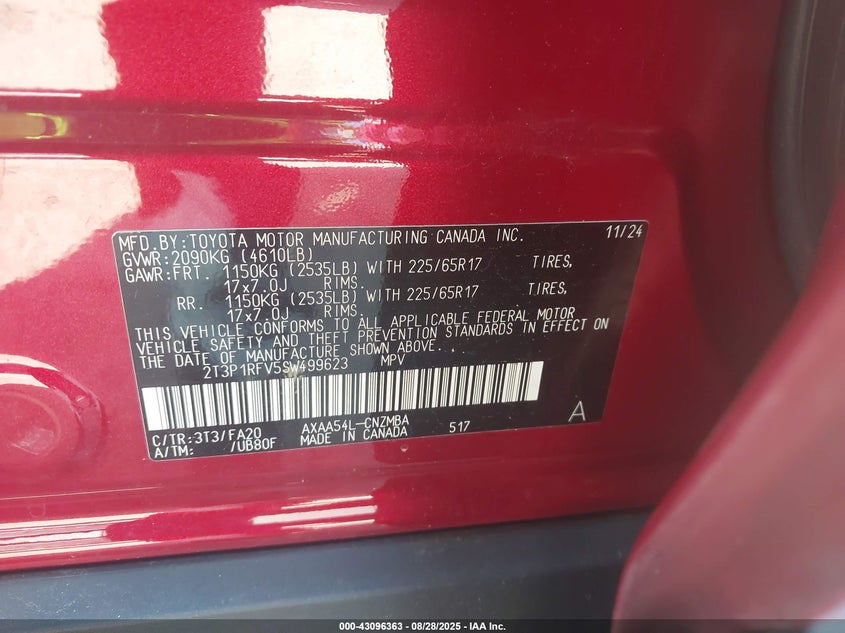 MFD.BY:TOYOTA MOTOR MANUFACTURING CANADA INC. 11/24
GVWR:2090KG (4610LB)
GAWR:FRT. 1150KG (2535LB) WITH 225/65R17 TIRES,
17x7.0J RIMS.
RR. 1150KG (2535LB) WITH 225/65R17 TIRES,
17x7.0J RIMS.
THIS VEHICLE CONFORMS TO ALL APPLICABLE FEDERAL MOTOR
VEHICLE SAFETY AND THEFT PREVENTION STANDARDS IN EFFECT ON
THE DATE OF MANUFACTURE SHOWN ABOVE.
2T3P1RFV5SW499623 MPV
A
C/TR:3T3/FA20 AXAA54L-CNZMBA 517
A/TM: /UB80F MADE IN CANADA
000-43096363 - 08/28/2025 - IAA Inc.